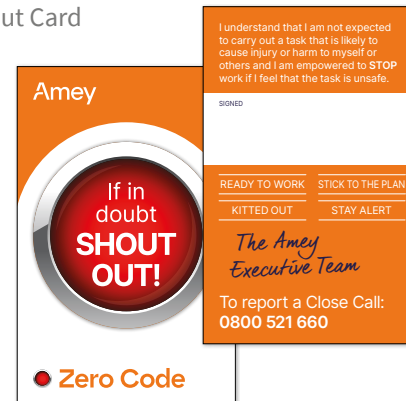 ut Card
Amey
If in
doubt
SHOUT
OUT!
Zero Code
I understand that I am not expected
to carry out a task that is likely to
cause injury or harm to myself or
others and I am empowered to STOP
work if I feel that the task is unsafe.
SIGNED
READY TO WORK STICK TO THE PLAN
KITTED OUT STAY ALERT
The Amey
Executive Team
To report a Close Call:
0800 521 660